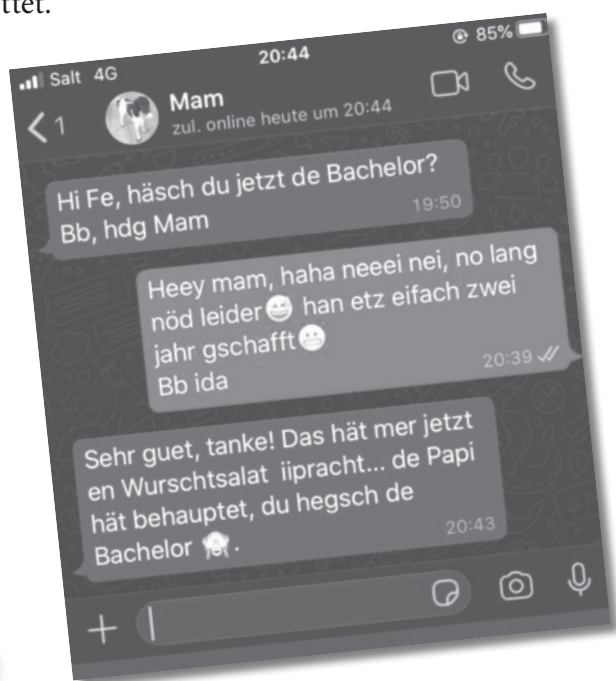 ttet.
Salt 4G 20:44 85%
1 Mam
zul. online heute um 20:44
Hi Fe, häsch du jetzt de Bachelor?
Bb, hdg Mam 19:50
Heey mam, haha neeei nei, no lang
nöd leider😅 han etz eifach zwei
jahr gschafft😬
Bb ida 20:39
Sehr guet, tanke! Das hät mer jetzt
en Wurschtsalat iipracht... de Papi
hät behauptet, du hegsch de
Bachelor 🙈. 20:43